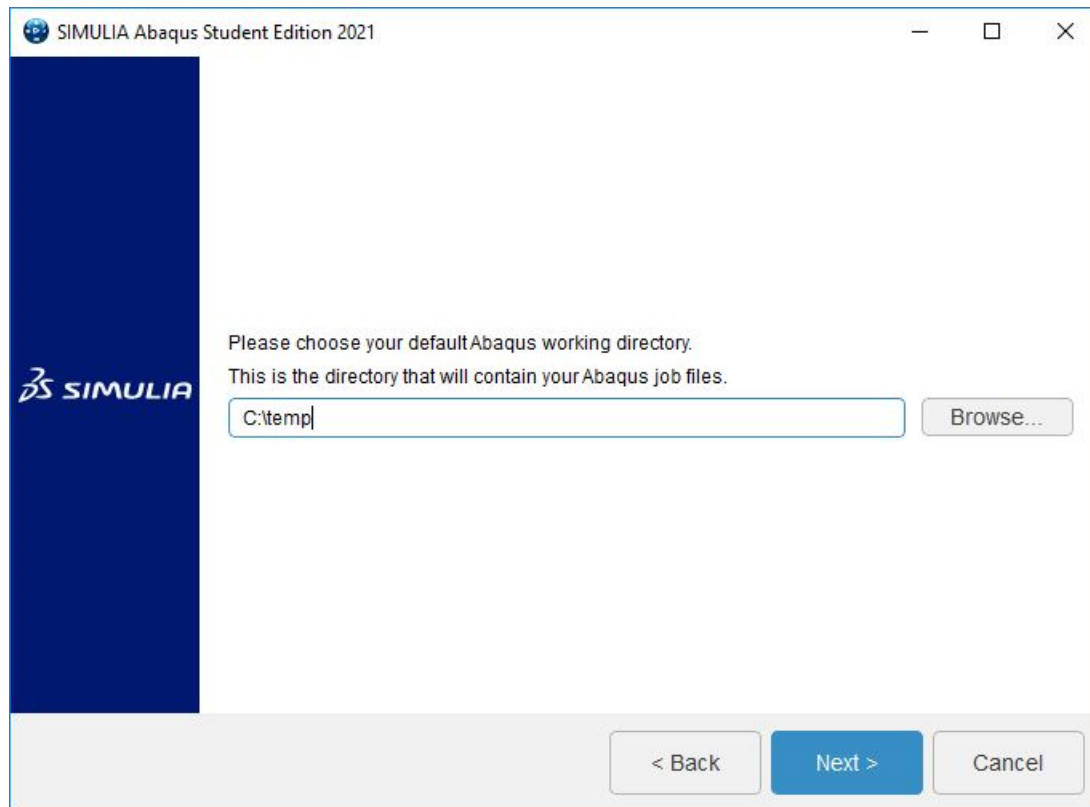 SIMULIA Abaqus Student Edition 2021
Please choose your default Abaqus working directory.
This is the directory that will contain your Abaqus job files.
C:\temp
Browse...
3S SIMULIA
< Back
Next >
Cancel